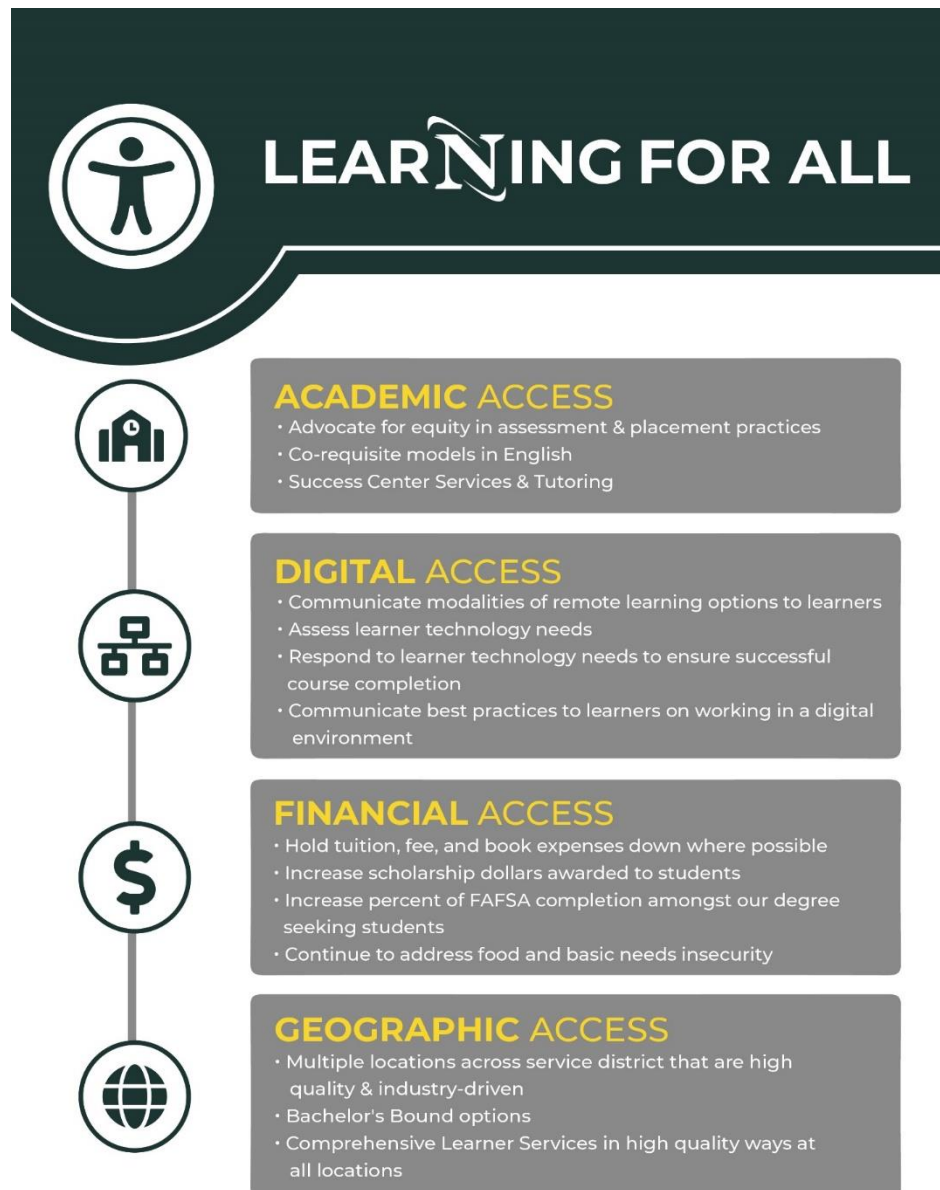 LEARNING FOR ALL
ACADEMIC ACCESS
· Advocate for equity in assessment & placement practices
· Co-requisite models in English
· Success Center Services & Tutoring
DIGITAL ACCESS
· Communicate modalities of remote learning options to learners
· Assess learner technology needs
· Respond to learner technology needs to ensure successful
course completion
· Communicate best practices to learners on working in a digital
environment
FINANCIAL ACCESS
· Hold tuition, fee, and book expenses down where possible
· Increase scholarship dollars awarded to students
· Increase percent of FAFSA completion amongst our degree
seeking students
· Continue to address food and basic needs insecurity
GEOGRAPHIC ACCESS
· Multiple locations across service district that are high
quality & industry-driven
· Bachelor's Bound options
· Comprehensive Learner Services in high quality ways at
all locations
$